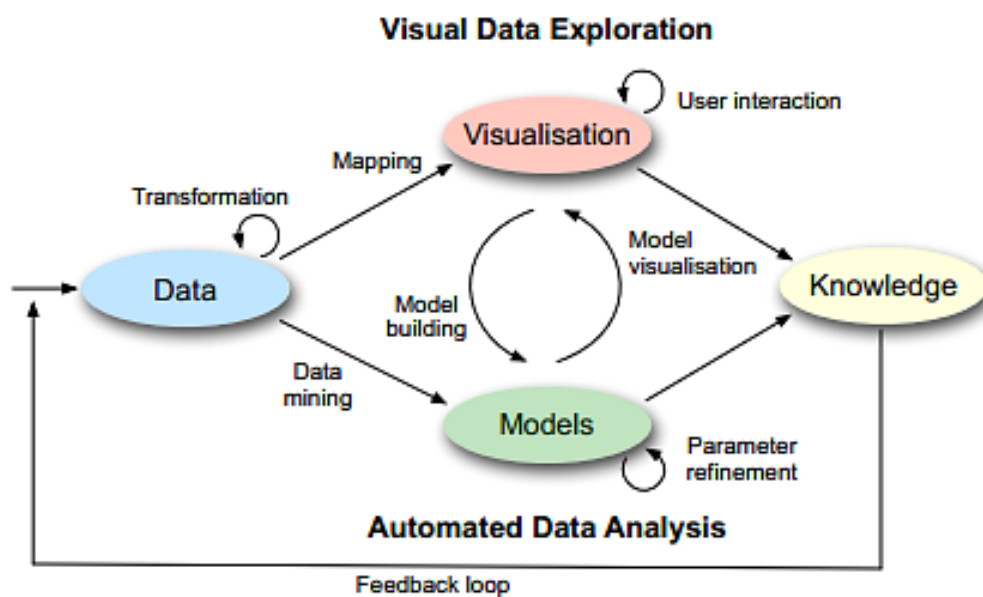 Visual Data Exploration
User interaction
Visualisation
Mapping
Transformation
Model
visualisation
Data
Knowledge
Model
building
Data
mining
Models
Parameter
refinement
Automated Data Analysis
Feedback loop